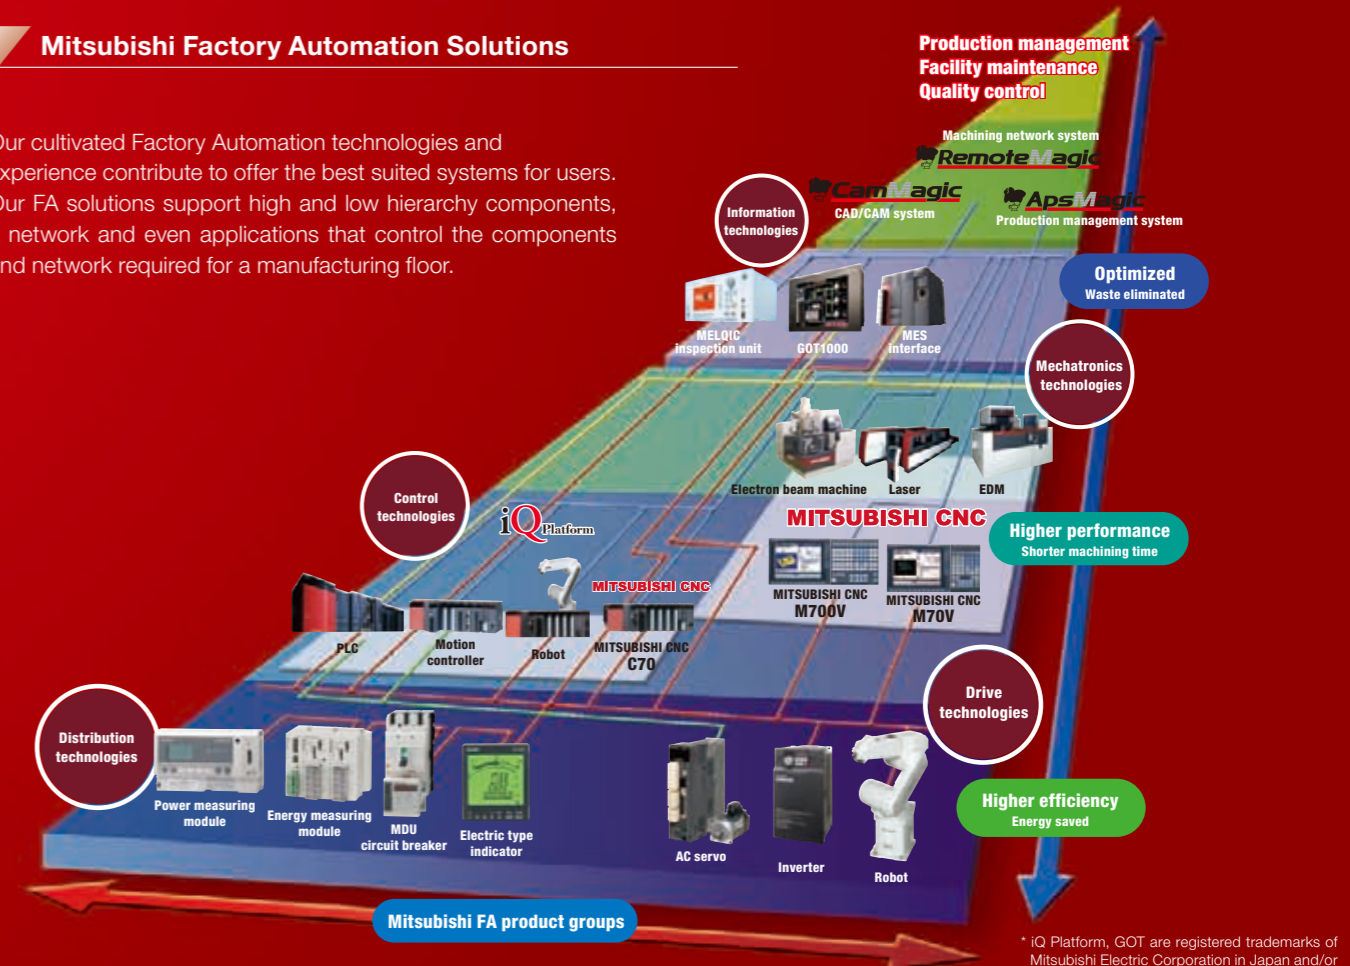 Mitsubishi Factory Automation Solutions
Our cultivated Factory Automation technologies and
experience contribute to offer the best suited systems for users.
Our FA solutions support high and low hierarchy components,
network and even applications that control the components
and network required for a manufacturing floor.
Production management
Facility maintenance
Quality control
Machining network system
RemoteMagic
CamMagic
CAD/CAM system
ApsMagic
Production management system
Information
technologies
Optimized
Waste eliminated
MELQIC
inspection unit
GOT1000
MES
interface
Mechatronics
technologies
Electron beam machine
Laser
EDM
Control
technologies
iQ Platform
MITSUBISHI CNC
Higher performance
Shorter machining time
MITSUBISHI CNC
M700V
MITSUBISHI CNC
M70V
MITSUBISHI CNC
PLC
Motion
controller
Robot
MITSUBISHI CNC
C70
Drive
technologies
Distribution
technologies
Power measuring
module
Energy measuring
module
MDU
circuit breaker
Electric type
indicator
AC servo
Inverter
Robot
Higher efficiency
Energy saved
Mitsubishi FA product groups
* iQ Platform, GOT are registered trademarks of
Mitsubishi Electric Corporation in Japan and/or